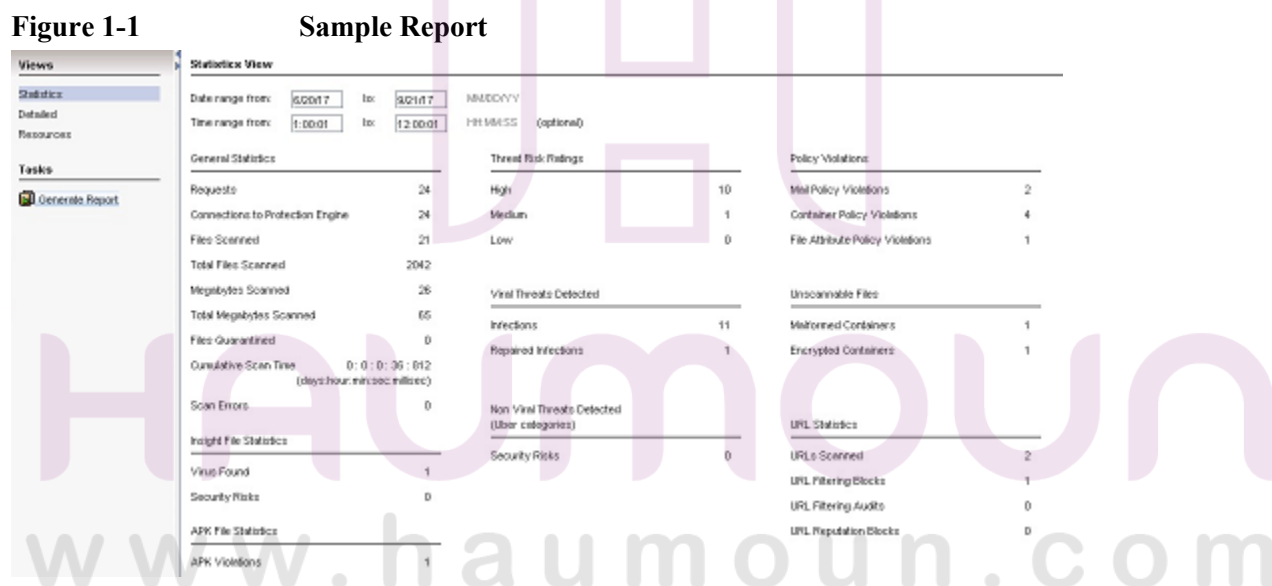 Figure 1-1 Sample Report
Views
Statistics
Detailed
Resources
Tasks
Generate Report
Statistics View
Date range from: 6/20/17 to: 9/21/17 MM/DD/YY
Time range from: 1:00:01 to: 12:00:01 HH:MM:SS (optional)
General Statistics
Requests 24
Connections to Protection Engine 24
Files Scanned 21
Total Files Scanned 2042
Megabytes Scanned 26
Total Megabytes Scanned 65
Files Quarantined 0
Cumulative Scan Time 0 : 0 : 0 : 36 : 812
(days:hour:min:sec:millsec)
Scan Errors 0
Insight File Statistics
Virus Found 1
Security Risks 0
APK File Statistics
APK Violations 1
Threat Risk Ratings
High 10
Medium 1
Low 0
Viral Threats Detected
Infections 11
Repaired Infections 1
Non Viral Threats Detected
(Uber categories)
Security Risks 0
Policy Violations
Mail Policy Violations 2
Container Policy Violations 4
File Attribute Policy Violations 1
Unscannable Files
Malformed Containers 1
Encrypted Containers 1
URL Statistics
URLs Scanned 2
URL Filtering Blocks 1
URL Filtering Audits 0
URL Reputation Blocks 0
HAUMOUN
www.haumoun.com